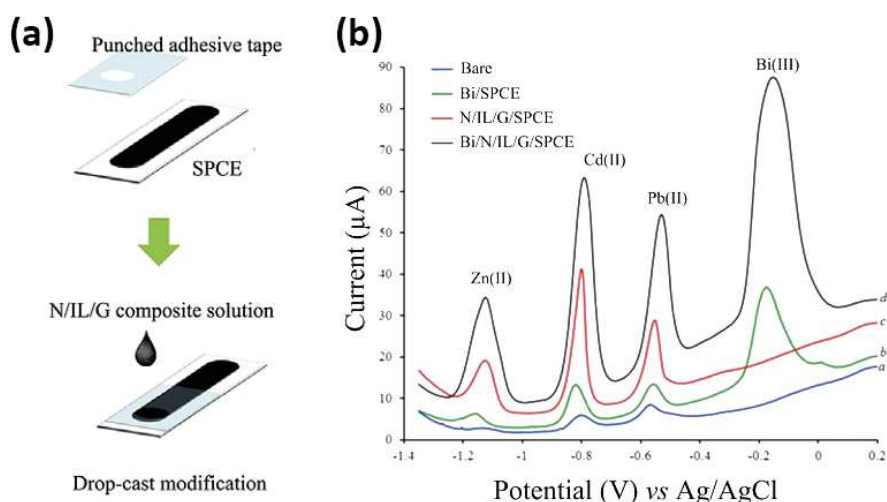 (a)
Punched adhesive tape
SPCE
N/IL/G composite solution
Drop-cast modification
(b)
Bare
Bi/SPCE
N/IL/G/SPCE
Bi/N/IL/G/SPCE
Zn(II)
Cd(II)
Pb(II)
Bi(III)
d
c
b
a
Current (µA)
90
80
70
60
50
40
30
20
10
0
-1.4
-1.2
-1
-0.8
-0.6
-0.4
-0.2
0
0.2
Potential (V) vs Ag/AgCl